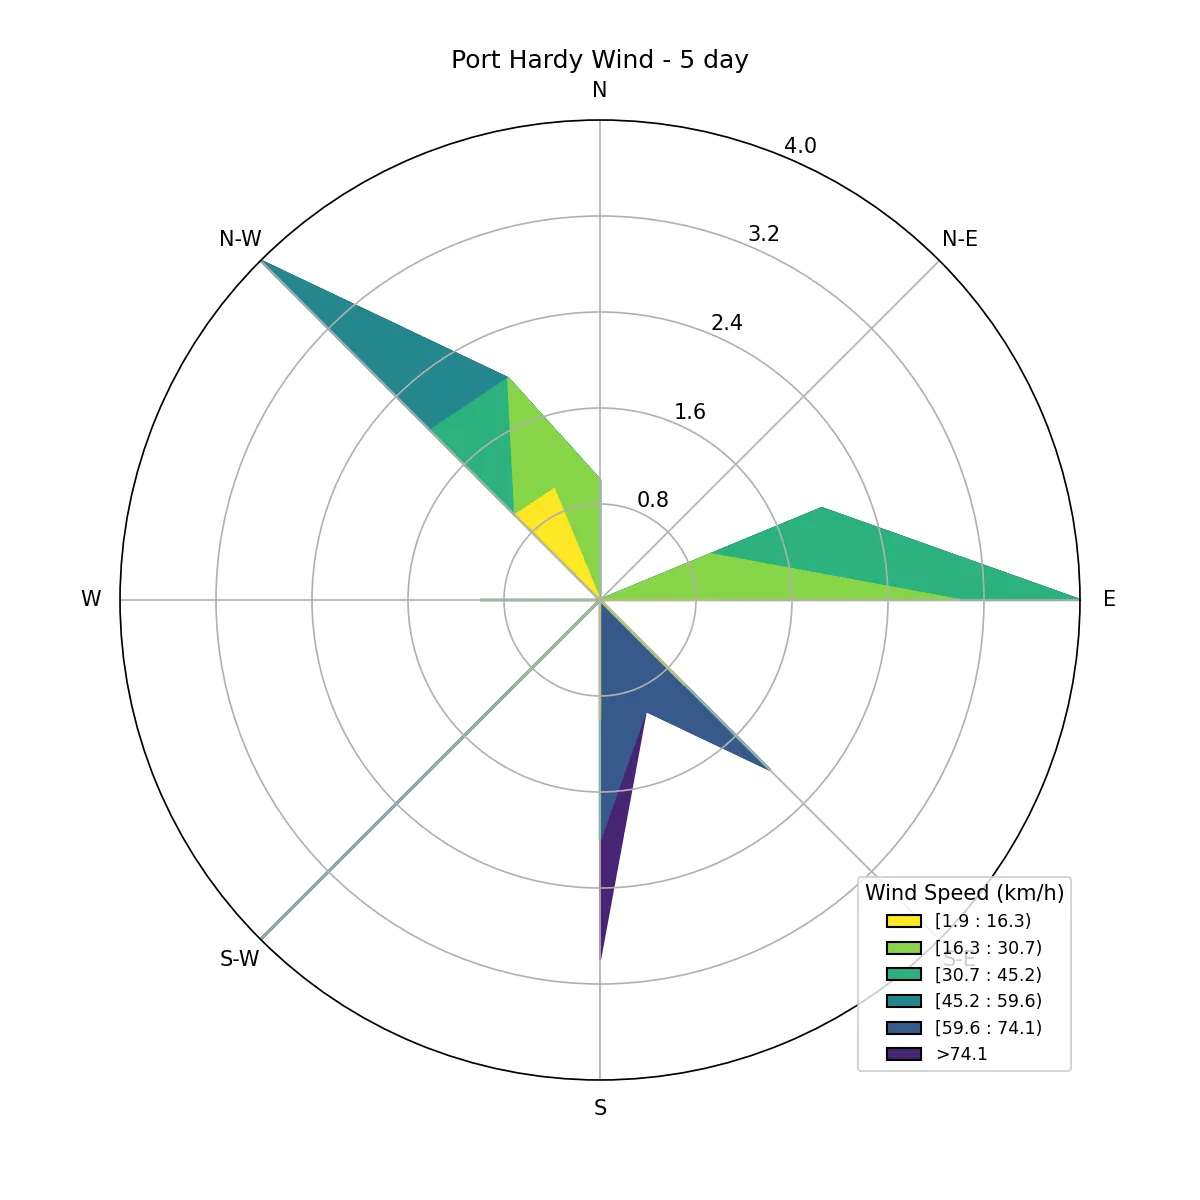 Port Hardy Wind - 5 day
N
4.0
N-W
N-E
3.2
2.4
1.6
0.8
W
E
S-W
S-E
Wind Speed (km/h)
[1.9 : 16.3)
[16.3 : 30.7)
[30.7 : 45.2)
[45.2 : 59.6)
[59.6 : 74.1)
>74.1
S